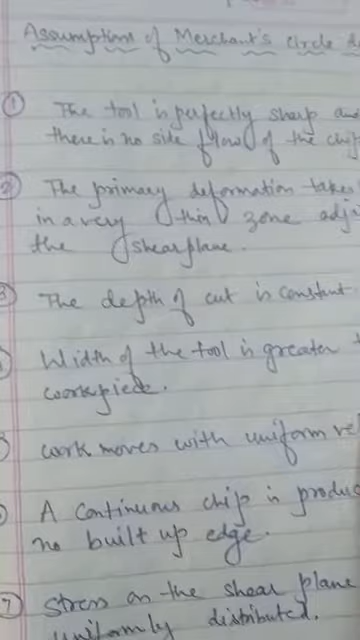 Assumptions of Merchant's circle d
① The tool is perfectly sharp and
there is no side flow of the chip
② The primary deformation takes
in a very thin zone adj
the shear plane.
③ The depth of cut is constant
Width of the tool is greater t
workpiece.
work moves with uniform vel
A continuous chip is produc
no built up edge.
⑦ Stress on the shear plane
uniformly distributed.